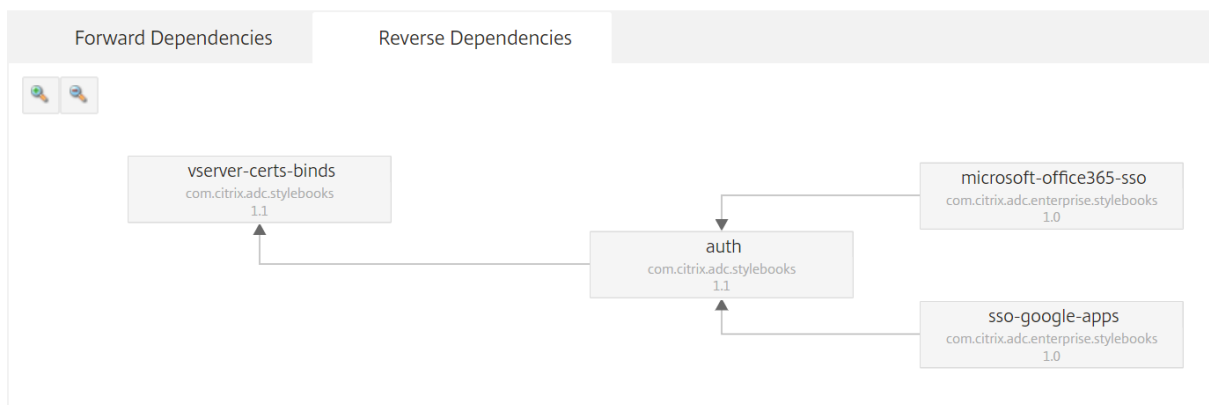 Forward Dependencies
Reverse Dependencies
vserver-certs-binds
com.citrix.adc.stylebooks
1.1
microsoft-office365-sso
com.citrix.adc.enterprise.stylebooks
1.0
auth
com.citrix.adc.stylebooks
1.1
sso-google-apps
com.citrix.adc.enterprise.stylebooks
1.0